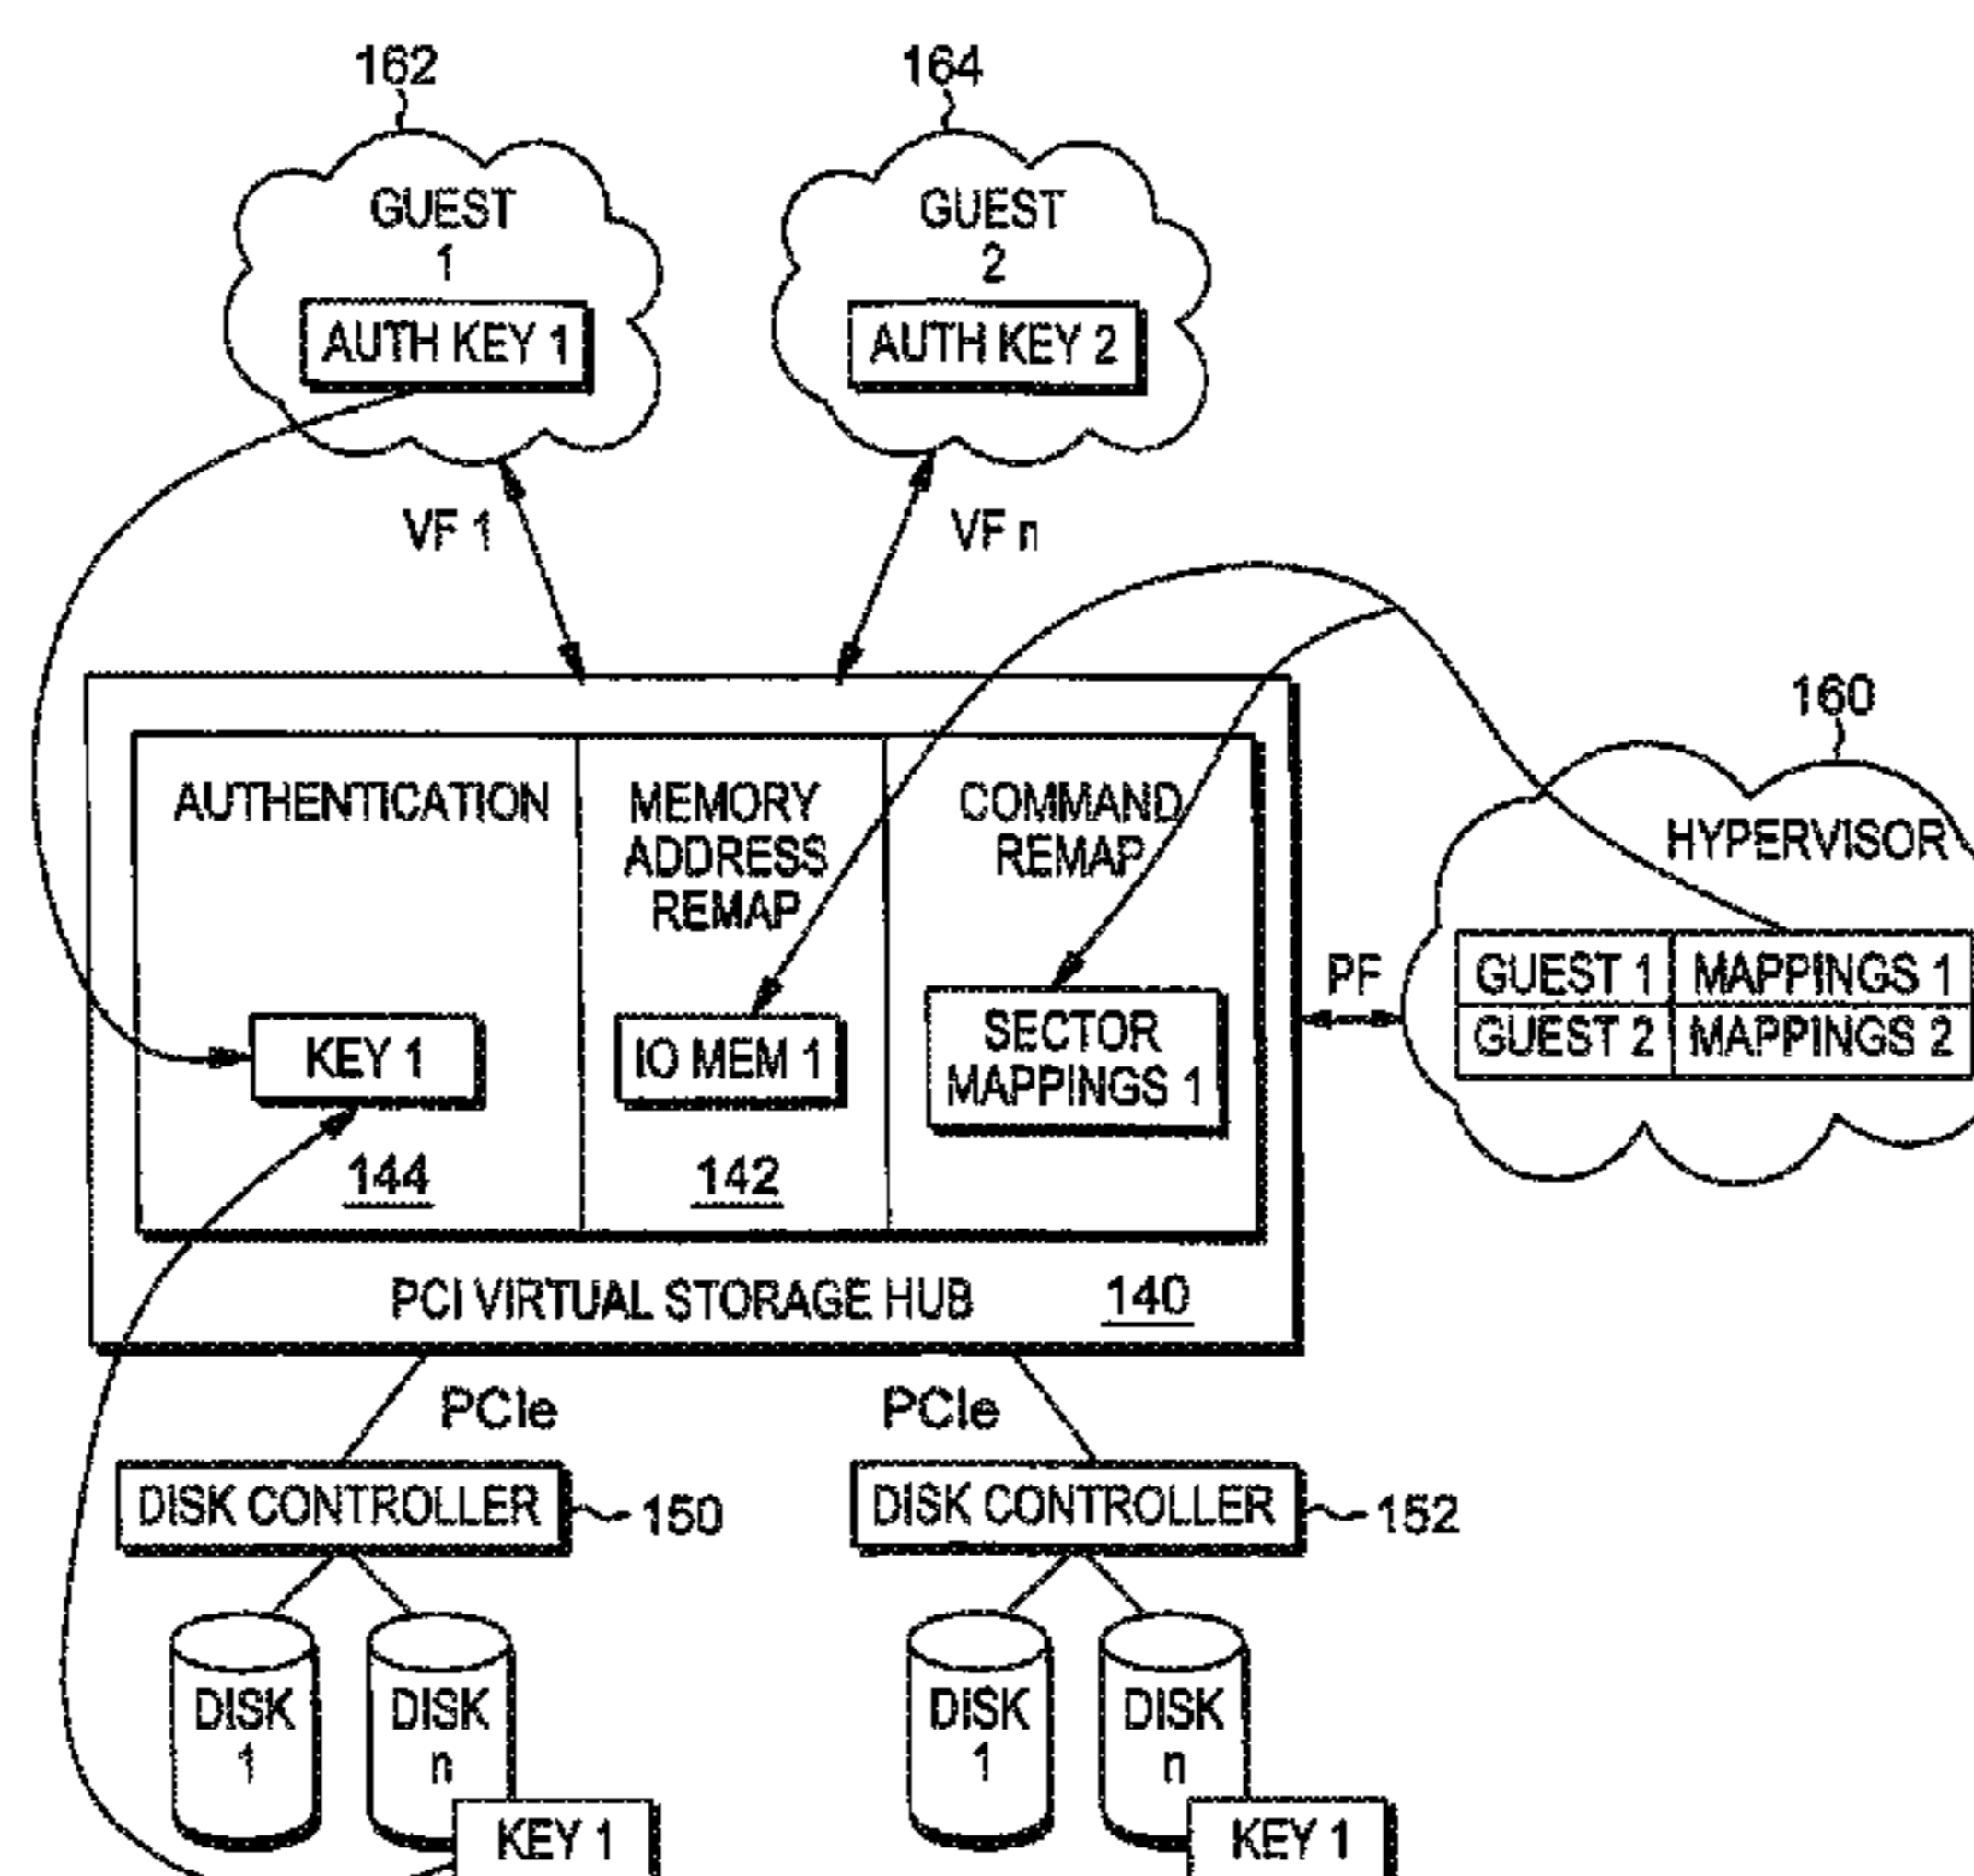 162
164
GUEST
1
AUTH KEY 1
GUEST
2
AUTH KEY 2
VF 1
VF n
160
AUTHENTICATION
MEMORY
ADDRESS
REMAP
COMMAND
REMAP
HYPERVISOR
KEY 1
IO MEM 1
SECTOR
MAPPINGS 1
PF
GUEST 1 MAPPINGS 1
GUEST 2 MAPPINGS 2
144
142
PCI VIRTUAL STORAGE HUB 140
PCIe
PCIe
DISK CONTROLLER 150
DISK CONTROLLER 152
DISK
1
DISK
n
KEY 1
DISK
1
DISK
n
KEY 1